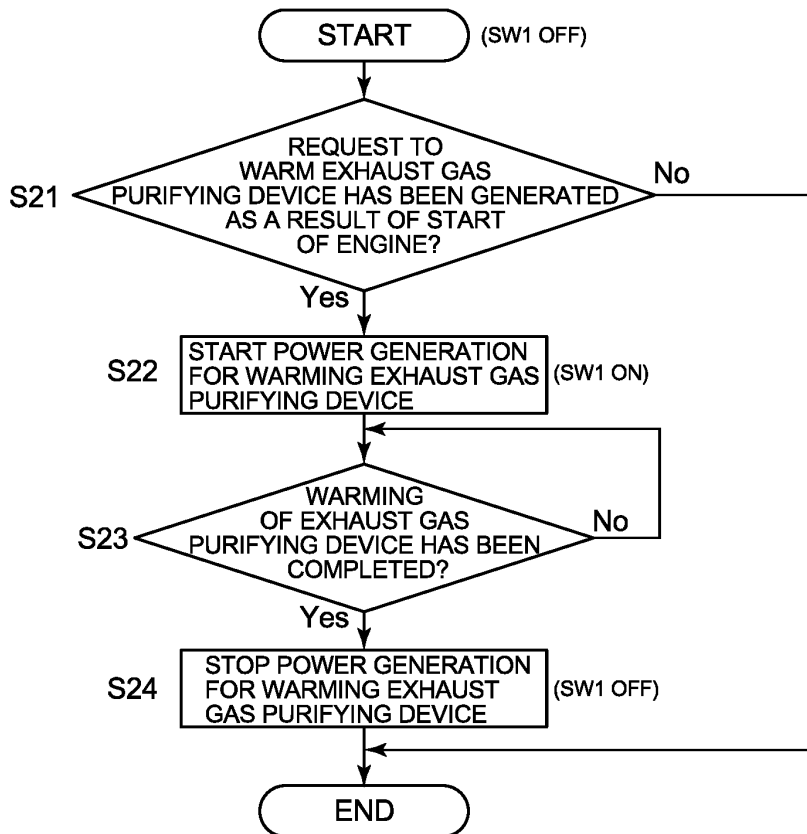 START (SW1 OFF)
REQUEST TO
WARM EXHAUST GAS
S21 PURIFYING DEVICE HAS BEEN GENERATED No
AS A RESULT OF START
OF ENGINE?
Yes
START POWER GENERATION
S22 FOR WARMING EXHAUST GAS (SW1 ON)
PURIFYING DEVICE
WARMING
OF EXHAUST GAS No
S23 PURIFYING DEVICE HAS BEEN
COMPLETED?
Yes
STOP POWER GENERATION
S24 FOR WARMING EXHAUST (SW1 OFF)
GAS PURIFYING DEVICE
END